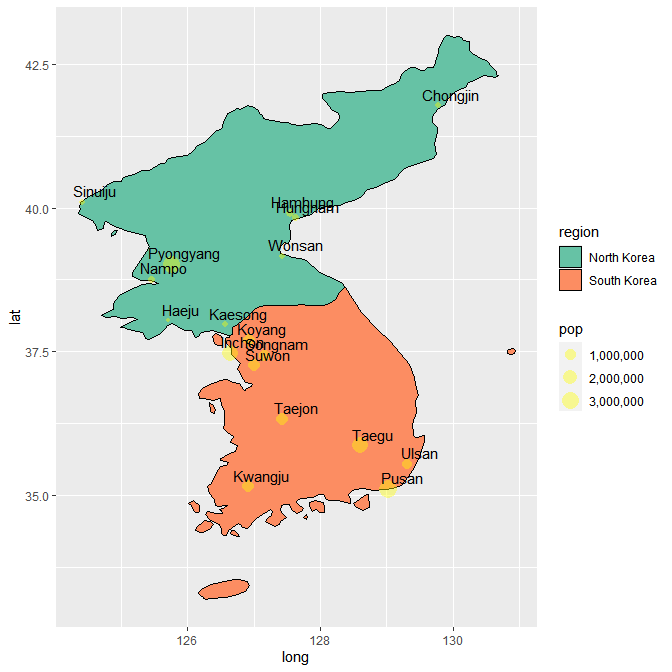 42.5
40.0
37.5
35.0
lat
126
128
130
long
Chongjin
Sinuiju
Hamhung
Hungnam
Wonsan
Pyongyang
Nampo
Haeju
Kaesong
Koyang
Inchon
Songnam
Suwon
Taejon
Taegu
Ulsan
Kwangju
Pusan
region
North Korea
South Korea
pop
1,000,000
2,000,000
3,000,000